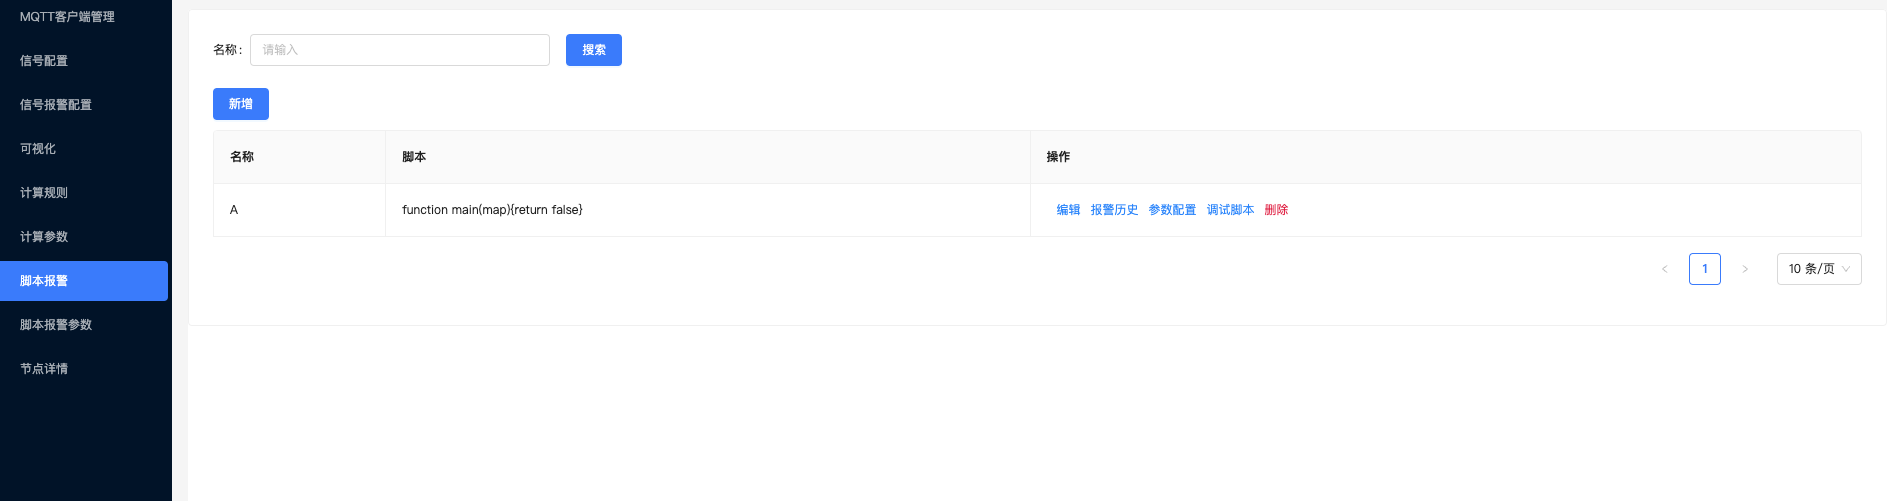 MQTT客户端管理
信号配置
信号报警配置
可视化
计算规则
计算参数
脚本报警
脚本报警参数
节点详情
名称： 请输入 搜索
新增
名称 脚本 操作
A function main(map){return false} 编辑 报警历史 参数配置 调试脚本 删除
< 1 > 10 条/页